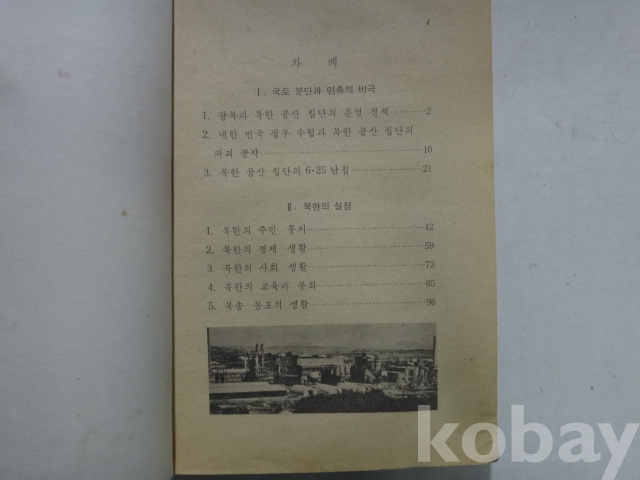 1
차 례
Ⅰ. 국토 분단과 민족의 비극
1. 광복과 북한 공산 집단의 분열 정책 ············2
2. 대한 민국 정부 수립과 북한 공산 집단의
파괴 공작 ························10
3. 북한 공산 집단의 6·25 남침 ············21
Ⅱ. 북한의 실정
1. 북한의 주민 통치 ························42
2. 북한의 경제 생활 ························59
3. 북한의 사회 생활 ························73
4. 북한의 교육과 문화 ························85
5. 북송 동포의 생활 ························96
kobay